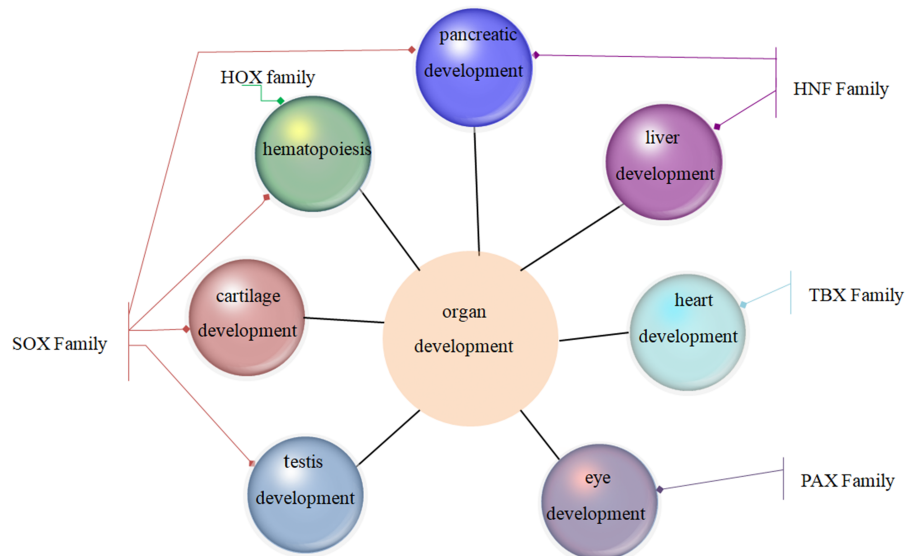 pancreatic
development
HOX family
HNF Family
hematopoiesis
liver
development
cartilage
development
organ
development
heart
development
TBX Family
SOX Family
testis
development
eye
development
PAX Family